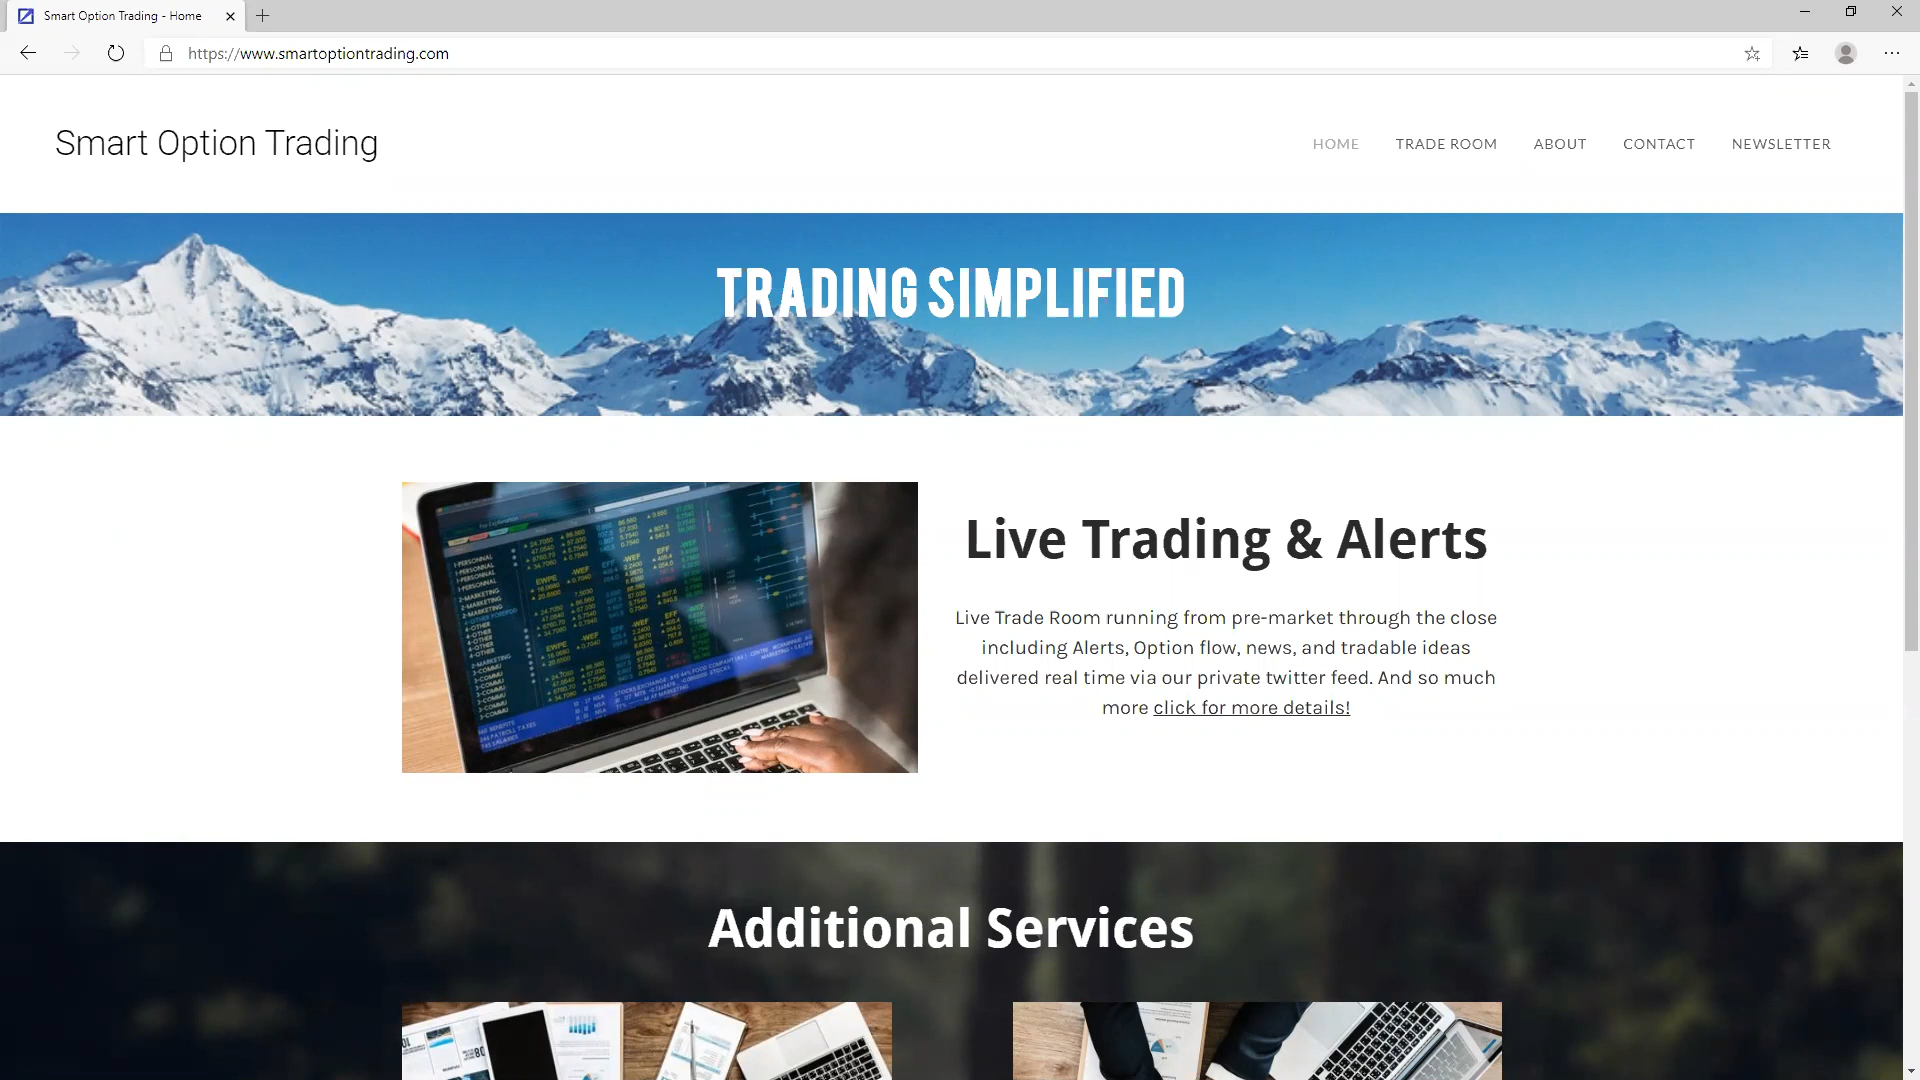 Smart Option Trading - Home
https://www.smartoptiontrading.com
Smart Option Trading
HOME TRADE ROOM ABOUT CONTACT NEWSLETTER
TRADING SIMPLIFIED
Live Trading & Alerts
Live Trade Room running from pre-market through the close
including Alerts, Option flow, news, and tradable ideas
delivered real time via our private twitter feed. And so much
more click for more details!
Additional Services